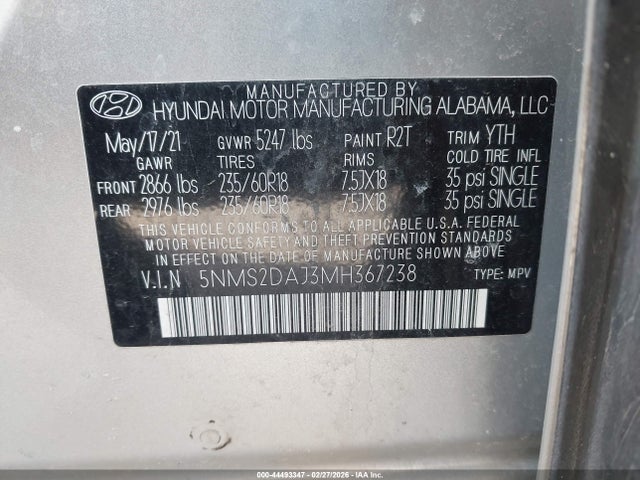 MANUFACTURED BY
HYUNDAI MOTOR MANUFACTURING ALABAMA, LLC
May/17/21 GVWR 5247 lbs PAINT R2T TRIM YTH
GAWR TIRES RIMS COLD TIRE INFL
FRONT 2866 lbs 235/60R18 7.5JX18 35 psi SINGLE
REAR 2976 lbs 235/60R18 7.5JX18 35 psi SINGLE
THIS VEHICLE CONFORMS TO ALL APPLICABLE U.S.A. FEDERAL
MOTOR VEHICLE SAFETY AND THEFT PREVENTION STANDARDS
IN EFFECT ON THE DATE OF MANUFACTURE SHOWN ABOVE.
V.I.N 5NMS2DAJ3MH367238 TYPE: MPV
000-44493347 - 02/27/2026 - IAAI.COM